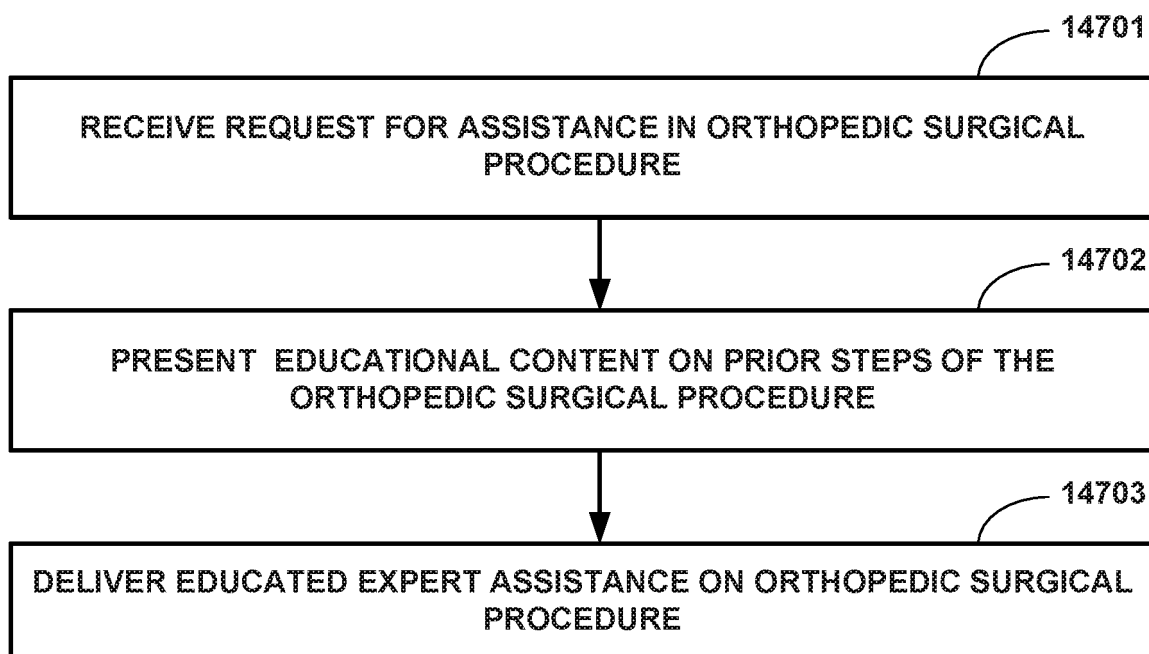 14701
RECEIVE REQUEST FOR ASSISTANCE IN ORTHOPEDIC SURGICAL
PROCEDURE
14702
PRESENT EDUCATIONAL CONTENT ON PRIOR STEPS OF THE
ORTHOPEDIC SURGICAL PROCEDURE
14703
DELIVER EDUCATED EXPERT ASSISTANCE ON ORTHOPEDIC SURGICAL
PROCEDURE